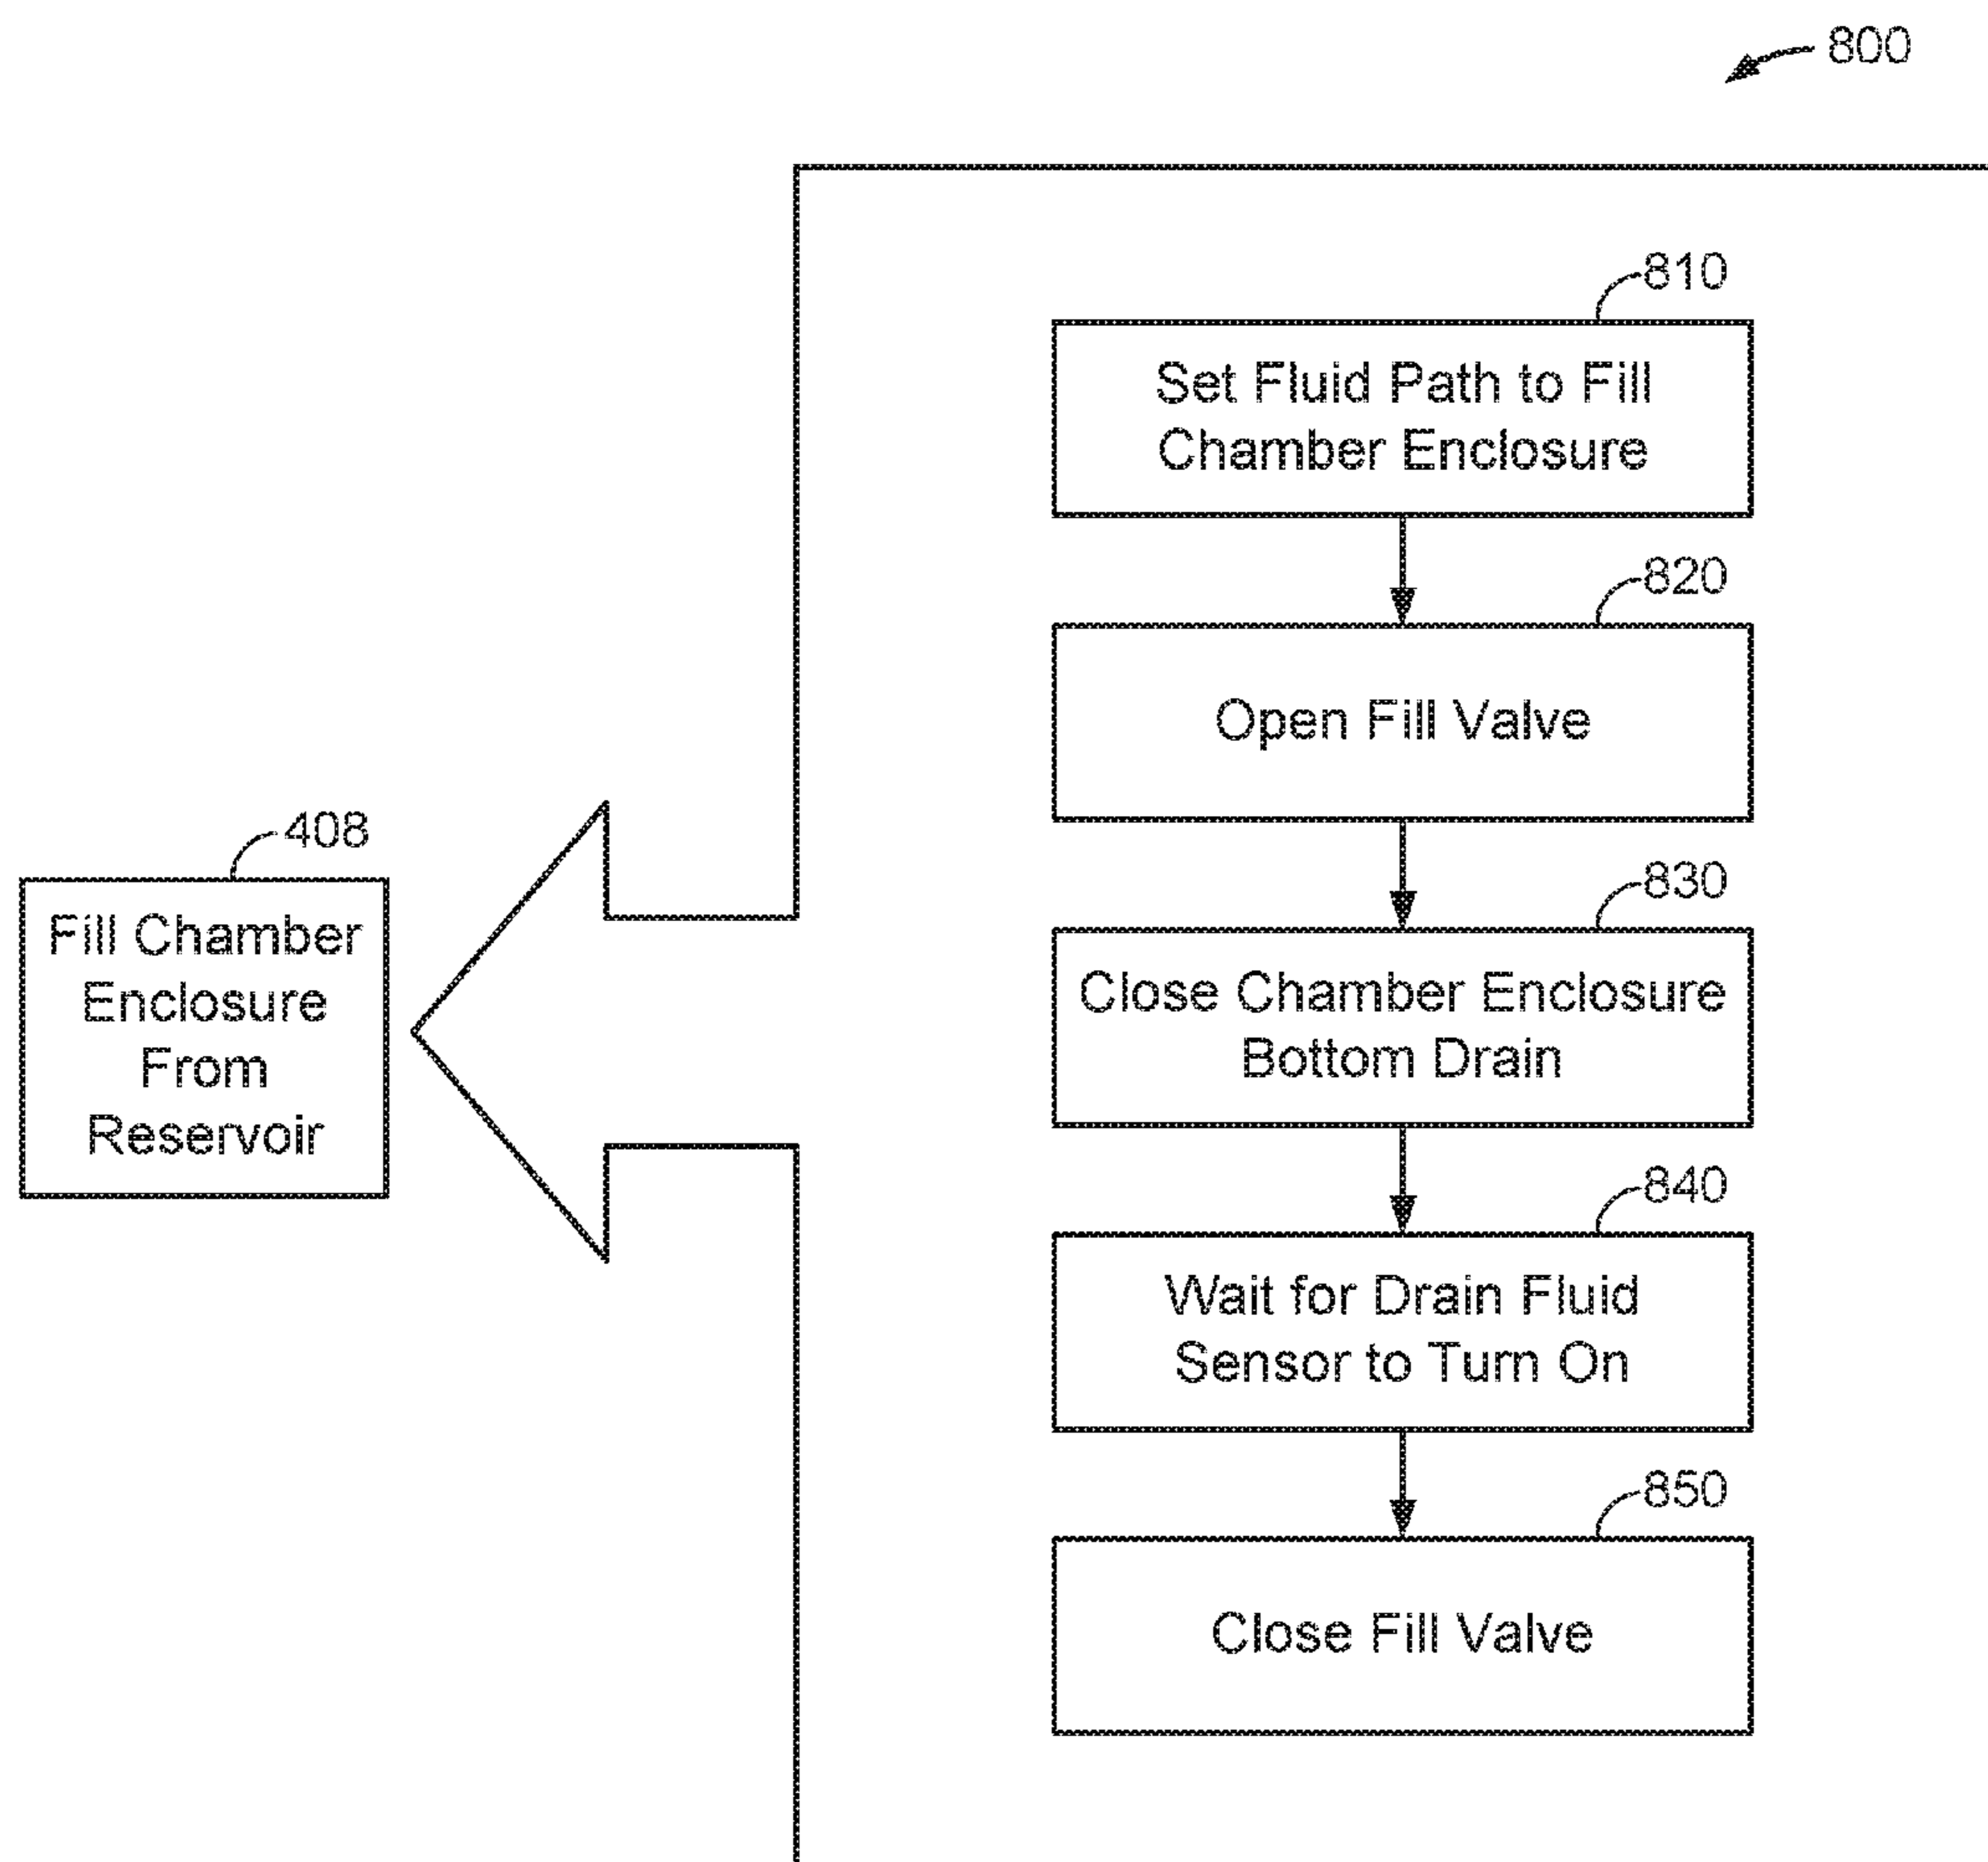 800
810
Set Fluid Path to Fill
Chamber Enclosure
820
Open Fill Valve
408
Fill Chamber
Enclosure
From
Reservoir
830
Close Chamber Enclosure
Bottom Drain
840
Wait for Drain Fluid
Sensor to Turn On
850
Close Fill Valve